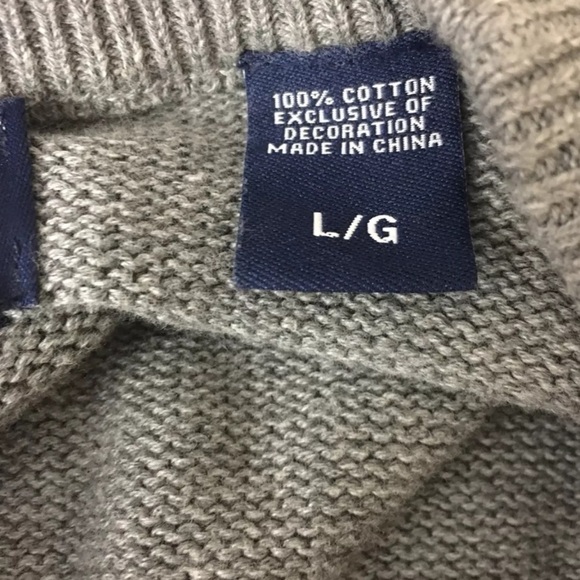 100% COTTON
EXCLUSIVE OF
DECORATION
MADE IN CHINA
L/G